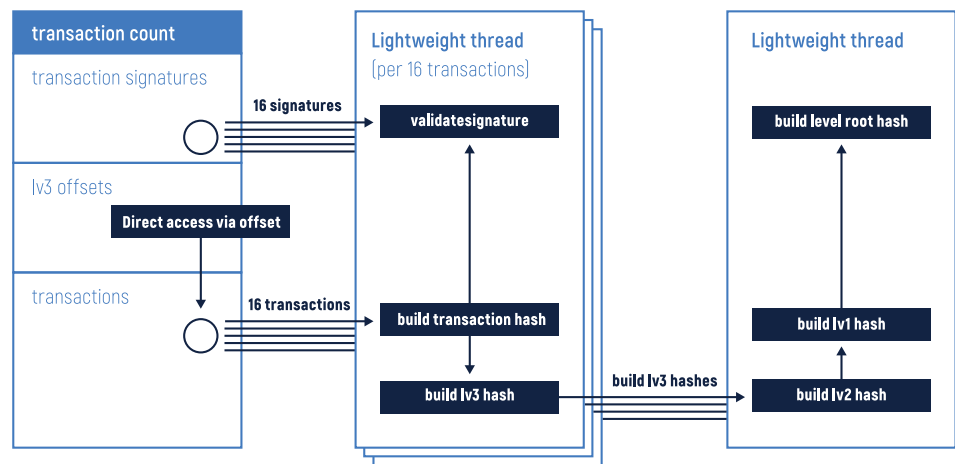 transaction count
transaction signatures
lv3 offsets
Direct access via offset
transactions
16 signatures
16 transactions
Lightweight thread
(per 16 transactions)
validatesignature
build transaction hash
build lv3 hash
build lv3 hashes
Lightweight thread
build level root hash
build lv1 hash
build lv2 hash